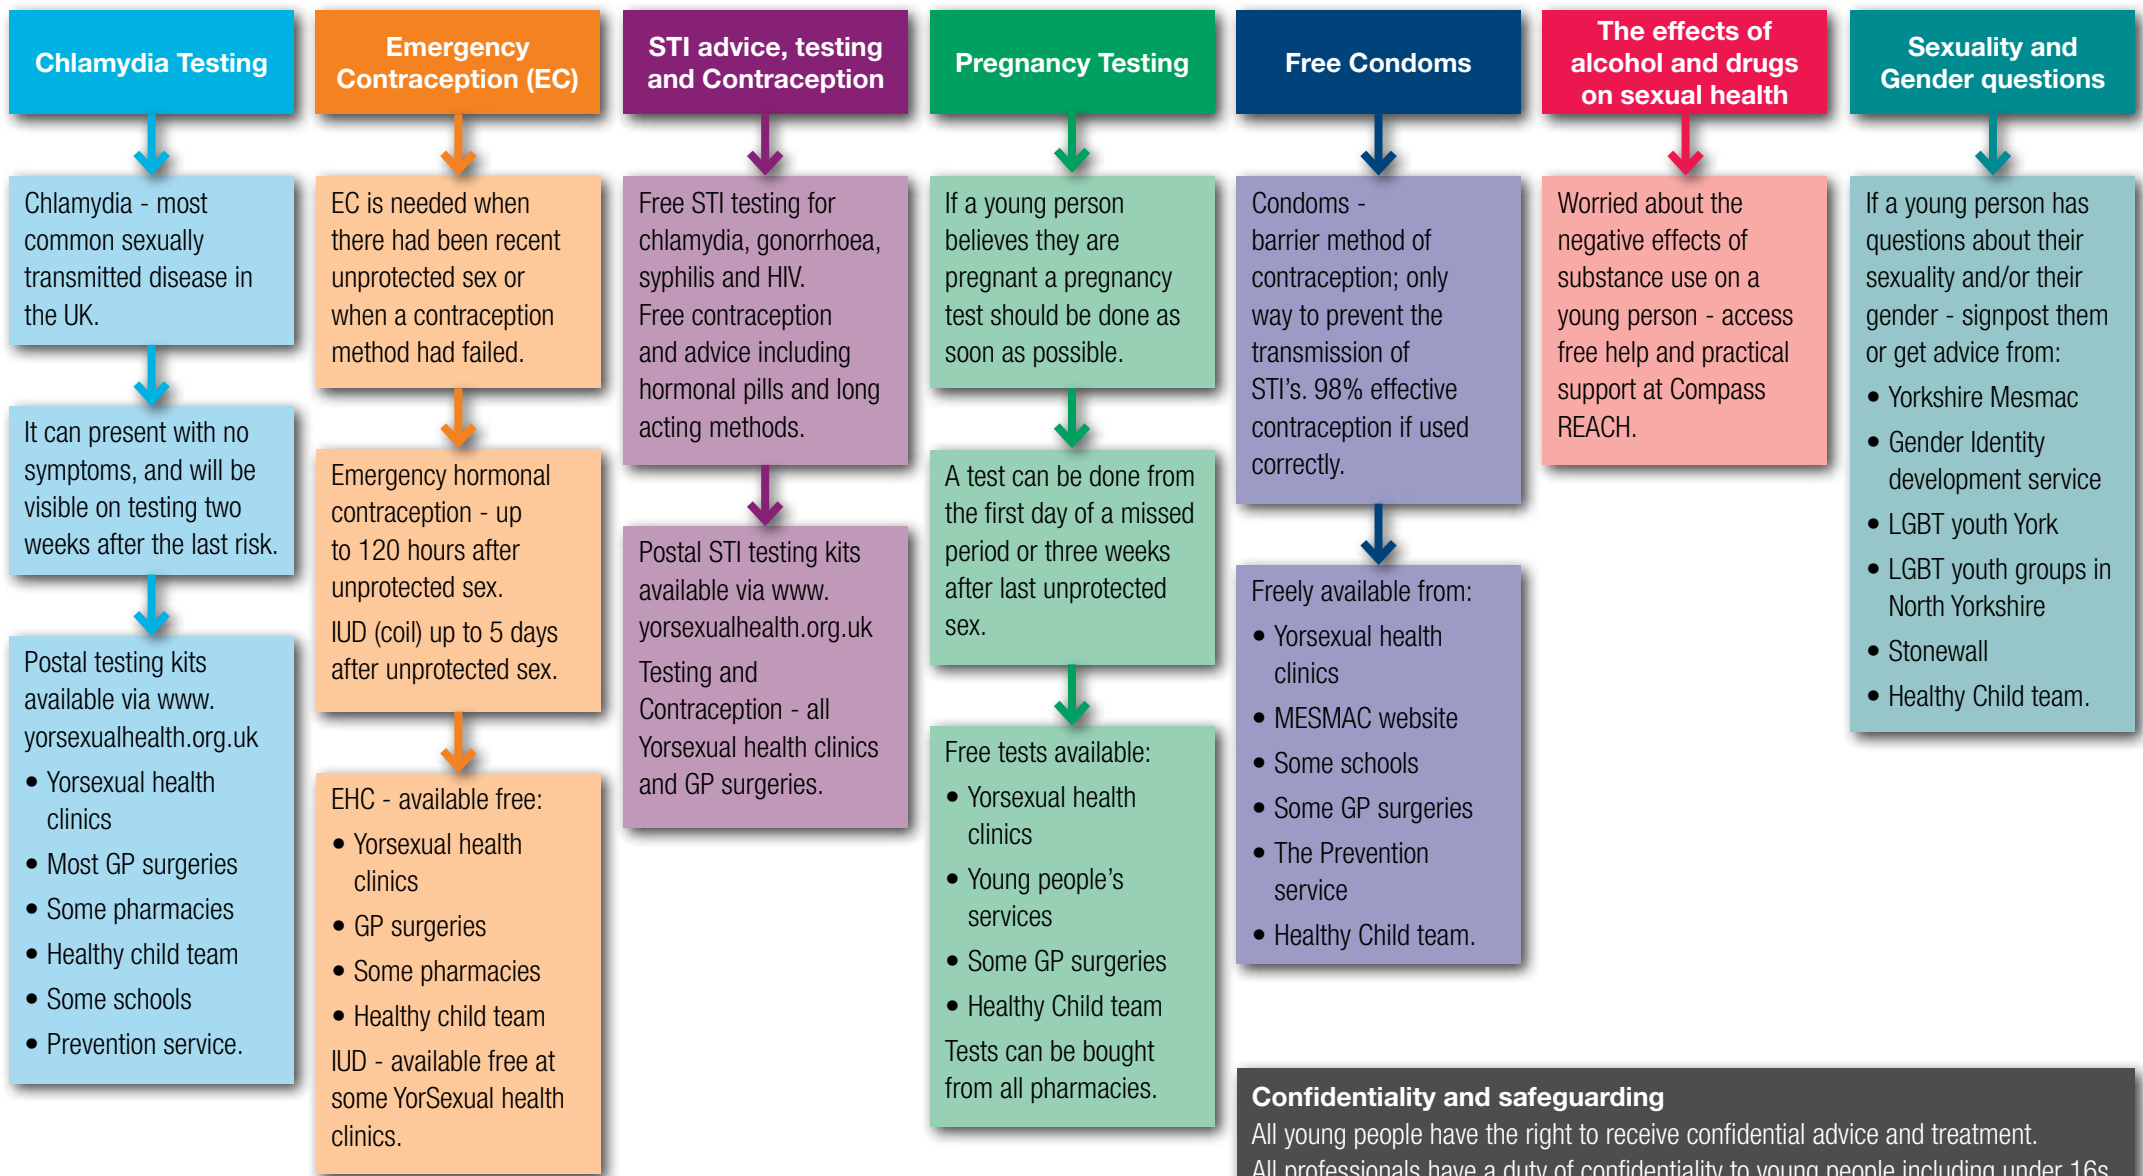 Chlamydia Testing
Chlamydia - most
common sexually
transmitted disease in
the UK.
It can present with no
symptoms, and will be
visible on testing two
weeks after the last risk.
Postal testing kits
available via www.
yorsexualhealth.org.uk
• Yorsexual health
clinics
• Most GP surgeries
• Some pharmacies
• Healthy child team
• Some schools
• Prevention service.
Emergency
Contraception (EC)
EC is needed when
there had been recent
unprotected sex or
when a contraception
method had failed.
Emergency hormonal
contraception - up
to 120 hours after
unprotected sex.
IUD (coil) up to 5 days
after unprotected sex.
EHC - available free:
• Yorsexual health
clinics
• GP surgeries
• Some pharmacies
• Healthy child team
IUD - available free at
some YorSexual health
clinics.
STI advice, testing
and Contraception
Free STI testing for
chlamydia, gonorrhoea,
syphilis and HIV.
Free contraception
and advice including
hormonal pills and long
acting methods.
Postal STI testing kits
available via www.
yorsexualhealth.org.uk
Testing and
Contraception - all
Yorsexual health clinics
and GP surgeries.
Pregnancy Testing
If a young person
believes they are
pregnant a pregnancy
test should be done as
soon as possible.
A test can be done from
the first day of a missed
period or three weeks
after last unprotected
sex.
Free tests available:
• Yorsexual health
clinics
• Young people's
services
• Some GP surgeries
• Healthy Child team
Tests can be bought
from all pharmacies.
Free Condoms
Condoms -
barrier method of
contraception; only
way to prevent the
transmission of
STI's. 98% effective
contraception if used
correctly.
Freely available from:
• Yorsexual health
clinics
• MESMAC website
• Some schools
• Some GP surgeries
• The Prevention
service
• Healthy Child team.
The effects of
alcohol and drugs
on sexual health
Worried about the
negative effects of
substance use on a
young person - access
free help and practical
support at Compass
REACH.
Sexuality and
Gender questions
If a young person has
questions about their
sexuality and/or their
gender - signpost them
or get advice from:
• Yorkshire Mesmac
• Gender Identity
development service
• LGBT youth York
• LGBT youth groups in
North Yorkshire
• Stonewall
• Healthy Child team.
Confidentiality and safeguarding
All young people have the right to receive confidential advice and treatment.
All professionals have a duty of confidentiality to young people including under 16s